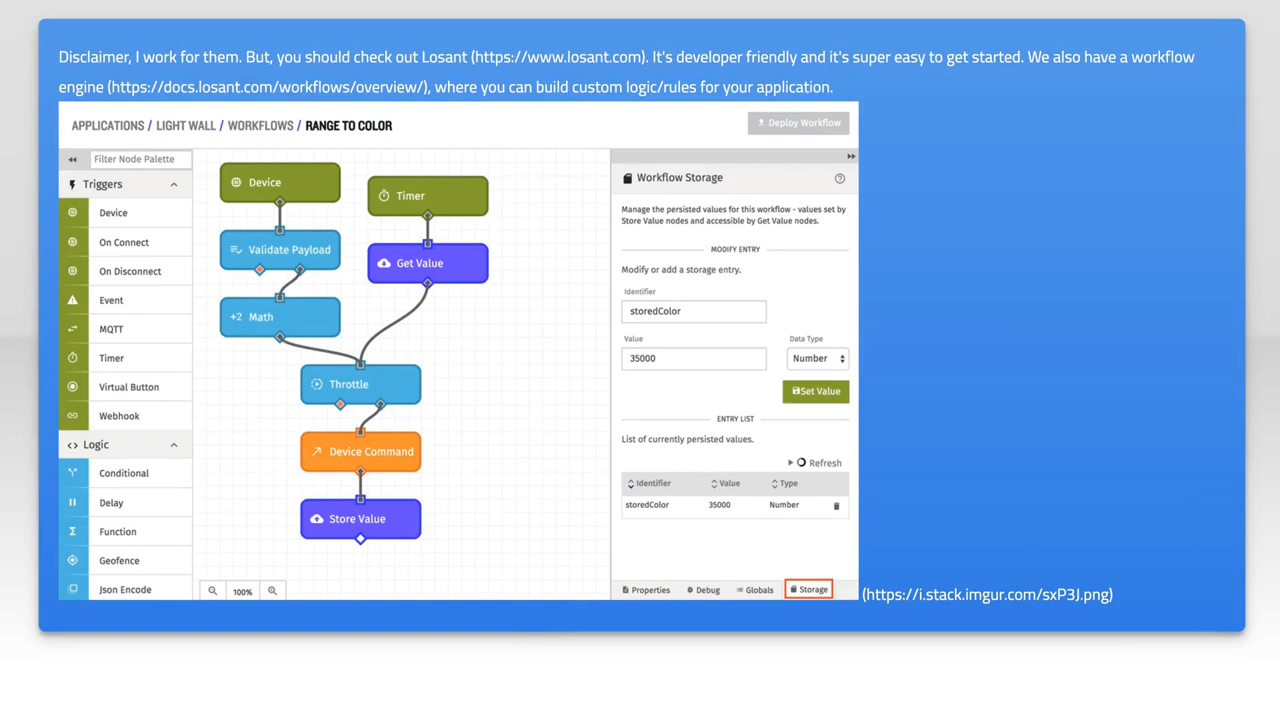 Disclaimer, I work for them. But, you should check out Losant (https://www.losant.com). It's developer friendly and it's super easy to get started. We also have a workflow
engine (https://docs.losant.com/workflows/overview/), where you can build custom logic/rules for your application.
APPLICATIONS / LIGHT WALL / WORKFLOWS / RANGE TO COLOR
Deploy Workflow
Filter Node Palette
Triggers
Device
On Connect
On Disconnect
Event
MQTT
Timer
Virtual Button
Webhook
Logic
Conditional
Delay
Function
Geofence
Json Encode
Device
Timer
Validate Payload
Get Value
+2 Math
Throttle
Device Command
Store Value
100%
Workflow Storage
Manage the persisted values for this workflow - values set by
Store Value nodes and accessible by Get Value nodes.
MODIFY ENTRY
Modify or add a storage entry.
Identifier
storedColor
Value
Data Type
35000
Number
Set Value
ENTRY LIST
List of currently persisted values.
Refresh
Identifier Value Type
storedColor 35000 Number
Properties Debug Globals Storage
(https://i.stack.imgur.com/sxP3J.png)